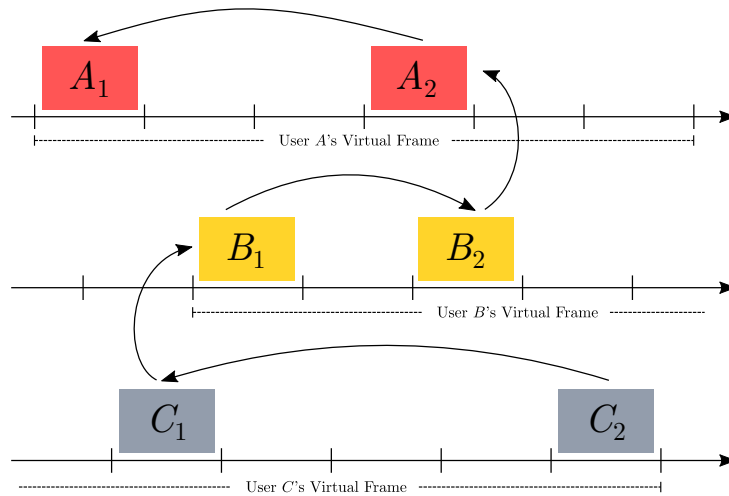 A₁ A₂
User A's Virtual Frame
B₁ B₂
User B's Virtual Frame
C₁ C₂
User C's Virtual Frame